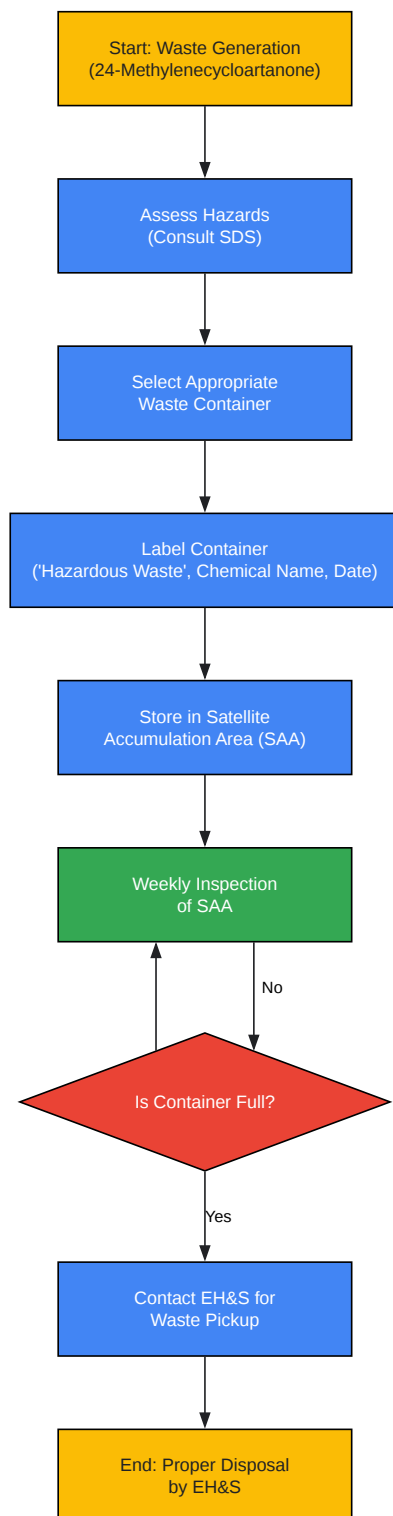 Start: Waste Generation
(24-Methylenecycloartanone)
Assess Hazards
(Consult SDS)
Select Appropriate
Waste Container
Label Container
('Hazardous Waste', Chemical Name, Date)
Store in Satellite
Accumulation Area (SAA)
Weekly Inspection
of SAA
No
Is Container Full?
Yes
Contact EH&S for
Waste Pickup
End: Proper Disposal
by EH&S